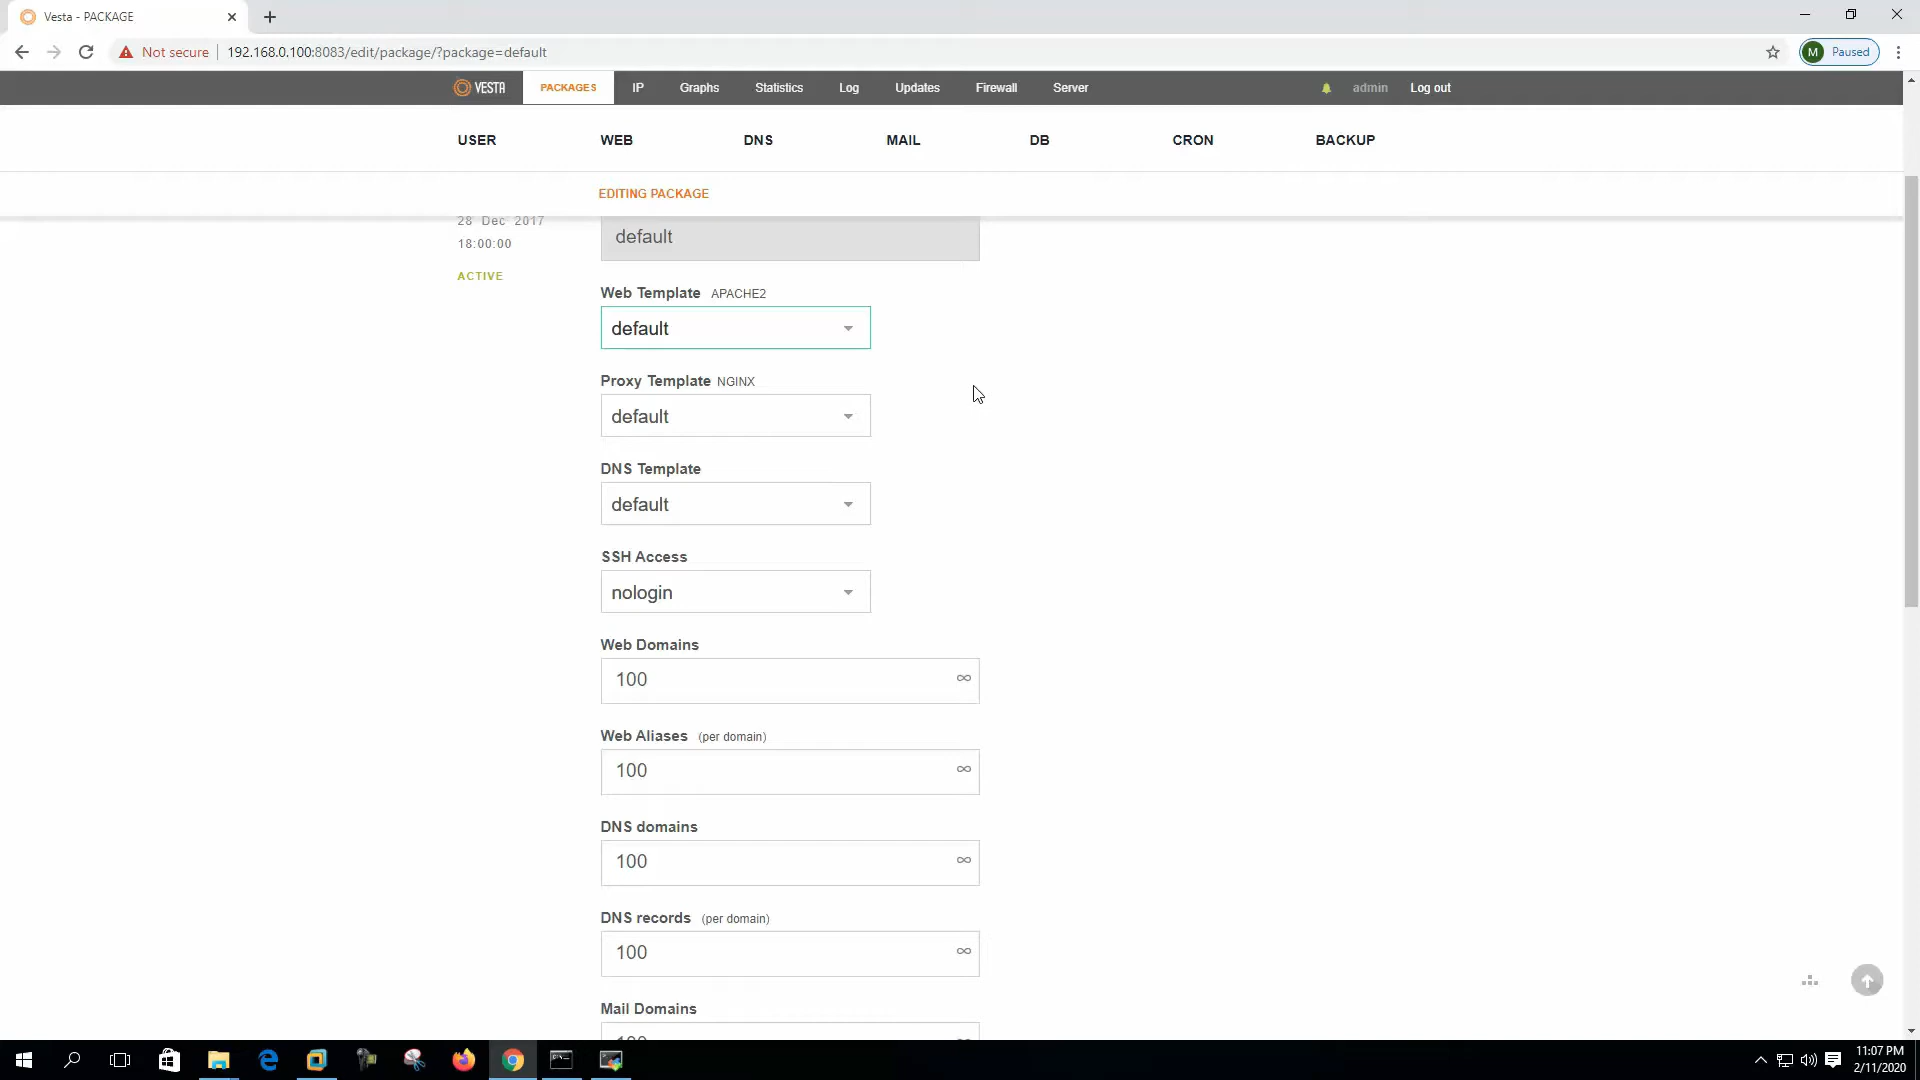 Vesta - PACKAGE
Not secure
192.168.0.100:8083/edit/package/?package=default
M
Paused
VESTA
PACKAGES
IP
Graphs
Statistics
Log
Updates
Firewall
Server
admin
Log out
USER
WEB
DNS
MAIL
DB
CRON
BACKUP
EDITING PACKAGE
28 Dec 2017
18:00:00
ACTIVE
default
Web Template APACHE2
default
Proxy Template NGINX
default
DNS Template
default
SSH Access
nologin
Web Domains
100
Web Aliases (per domain)
100
DNS domains
100
DNS records (per domain)
100
Mail Domains
11:07 PM
2/11/2020